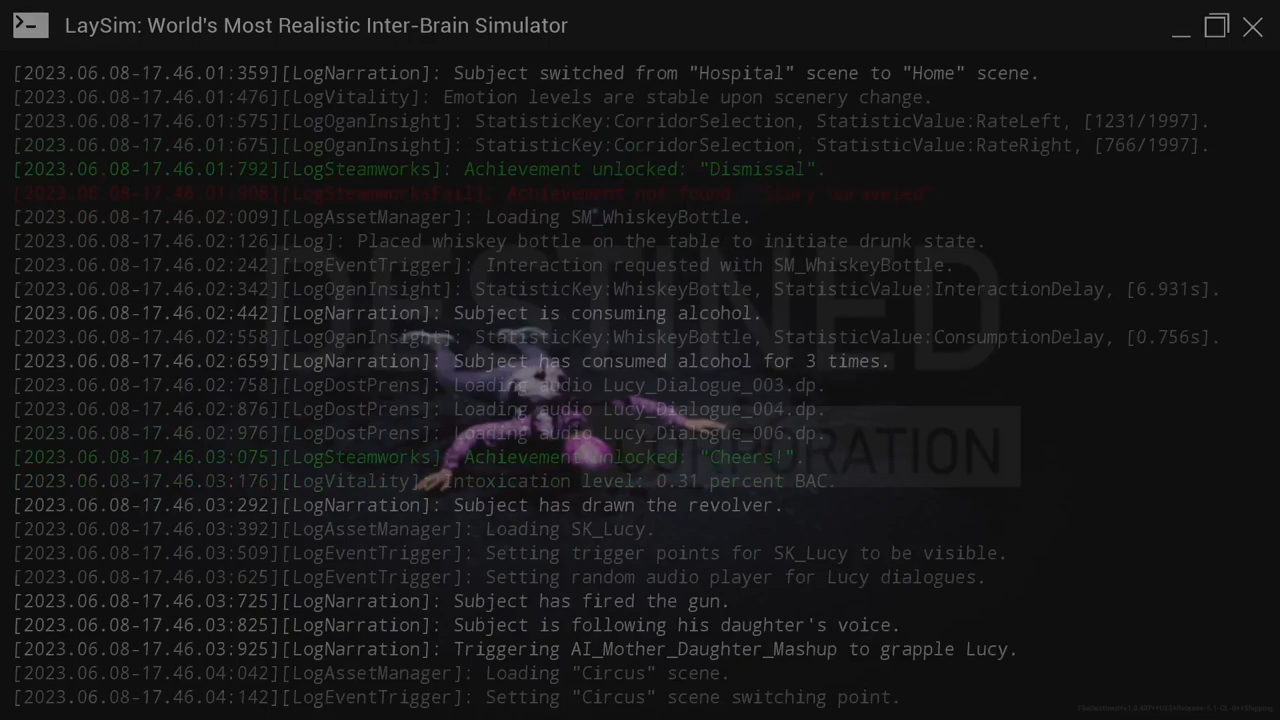 LaySim: World's Most Realistic Inter-Brain Simulator
[2023.06.08-17.46.01:359][LogNarration]: Subject switched from "Hospital" scene to "Home" scene.
[2023.06.08-17.46.01:476][LogVitality]: Emotion levels are stable upon scenery change.
[2023.06.08-17.46.01:575][LogOganInsight]: StatisticKey:CorridorSelection, StatisticValue:RateLeft, [1231/1997].
[2023.06.08-17.46.01:675][LogOganInsight]: StatisticKey:CorridorSelection, StatisticValue:RateRight, [766/1997].
[2023.06.08-17.46.01:792][LogSteamworks]: Achievement unlocked: "Dismissal".
[2023.06.08-17.46.01:908][LogSteamworksFail]: Achievement not found
[2023.06.08-17.46.02:009][LogAssetManager]: Loading SM_WhiskeyBottle.
[2023.06.08-17.46.02:126][Log]: Placed whiskey bottle on the table to initiate drunk state.
[2023.06.08-17.46.02:242][LogEventTrigger]: Interaction requested with SM_WhiskeyBottle.
[2023.06.08-17.46.02:342][LogOganInsight]: StatisticKey:WhiskeyBottle, StatisticValue:InteractionDelay, [6.931s].
[2023.06.08-17.46.02:442][LogNarration]: Subject is consuming alcohol.
[2023.06.08-17.46.02:558][LogOganInsight]: StatisticKey:WhiskeyBottle, StatisticValue:ConsumptionDelay, [0.756s].
[2023.06.08-17.46.02:659][LogNarration]: Subject has consumed alcohol for 3 times.
[2023.06.08-17.46.02:758][LogDostPrens]: Loading audio Lucy_Dialogue_003.dp.
[2023.06.08-17.46.02:876][LogDostPrens]: Loading audio Lucy_Dialogue_004.dp.
[2023.06.08-17.46.02:976][LogDostPrens]: Loading audio Lucy_Dialogue_006.dp.
[2023.06.08-17.46.03:075][LogSteamworks]: Achievement unlocked: "Cheers!".
[2023.06.08-17.46.03:176][LogVitality]: Intoxication level: 0.31 percent BAC.
[2023.06.08-17.46.03:292][LogNarration]: Subject has drawn the revolver.
[2023.06.08-17.46.03:392][LogAssetManager]: Loading SK_Lucy.
[2023.06.08-17.46.03:509][LogEventTrigger]: Setting trigger points for SK_Lucy to be visible.
[2023.06.08-17.46.03:625][LogEventTrigger]: Setting random audio player for Lucy dialogues.
[2023.06.08-17.46.03:725][LogNarration]: Subject has fired the gun.
[2023.06.08-17.46.03:825][LogNarration]: Subject is following his daughter's voice.
[2023.06.08-17.46.03:925][LogNarration]: Triggering AI_Mother_Daughter_Mashup to grapple Lucy.
[2023.06.08-17.46.04:042][LogAssetManager]: Loading "Circus" scene.
[2023.06.08-17.46.04:142][LogEventTrigger]: Setting "Circus" scene switching point.
DESTINED